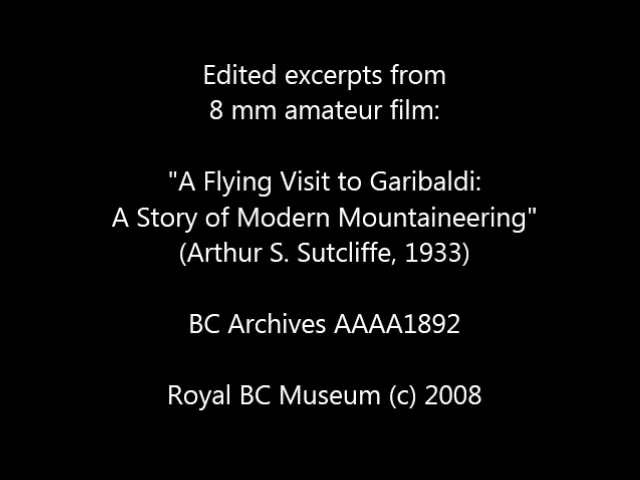 Edited excerpts from
8 mm amateur film:
"A Flying Visit to Garibaldi:
A Story of Modern Mountaineering"
(Arthur S. Sutcliffe, 1933)
BC Archives AAAA1892
Royal BC Museum (c) 2008